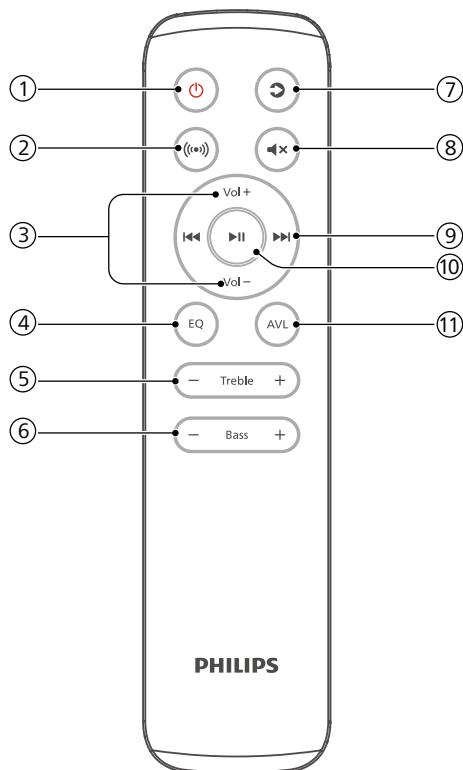 1
7
2
8
Vol +
3
9
10
Vol −
4
EQ
AVL
11
5
− Treble +
6
− Bass +
PHILIPS